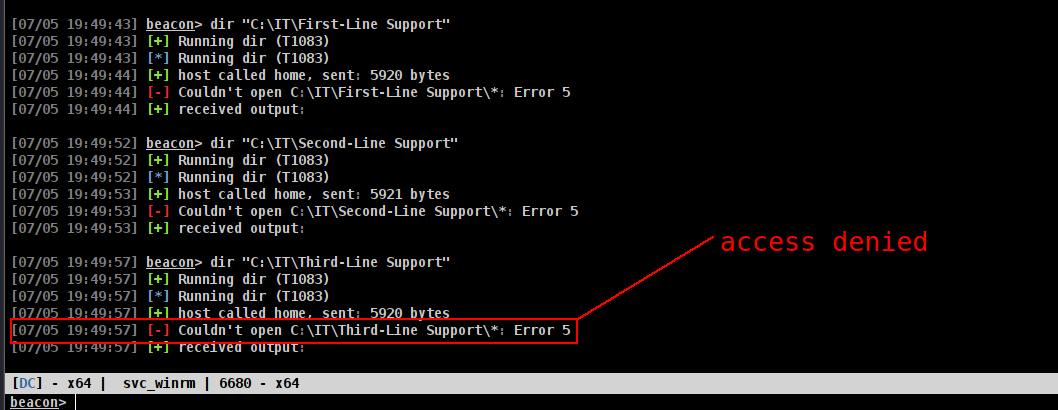 [07/05 19:49:43] beacon> dir "C:\IT\First-Line Support"
[07/05 19:49:43] [+] Running dir (T1083)
[07/05 19:49:43] [*] Running dir (T1083)
[07/05 19:49:44] [+] host called home, sent: 5920 bytes
[07/05 19:49:44] [-] Couldn't open C:\IT\First-Line Support\*: Error 5
[07/05 19:49:44] [+] received output:
[07/05 19:49:52] beacon> dir "C:\IT\Second-Line Support"
[07/05 19:49:52] [+] Running dir (T1083)
[07/05 19:49:52] [*] Running dir (T1083)
[07/05 19:49:53] [+] host called home, sent: 5921 bytes
[07/05 19:49:53] [-] Couldn't open C:\IT\Second-Line Support\*: Error 5
[07/05 19:49:53] [+] received output:
access denied
[07/05 19:49:57] beacon> dir "C:\IT\Third-Line Support"
[07/05 19:49:57] [+] Running dir (T1083)
[07/05 19:49:57] [*] Running dir (T1083)
[07/05 19:49:57] [+] host called home, sent: 5920 bytes
[07/05 19:49:57] [-] Couldn't open C:\IT\Third-Line Support\*: Error 5
[07/05 19:49:57] [+] received output:
[DC] - x64 | svc_winrm | 6680 - x64
beacon>